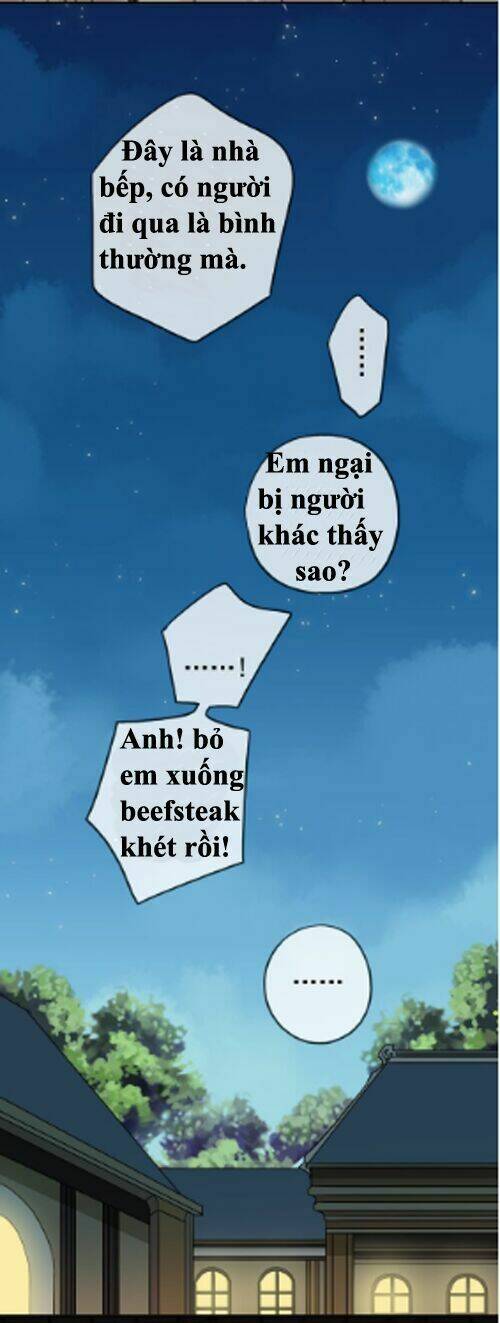 Đây là nhà
bếp, có người
đi qua là bình
thường mà.
......
Em ngại
bị người
khác thấy
sao?
......!
Anh! bỏ
em xuống
beefsteak
khét rồi!
......